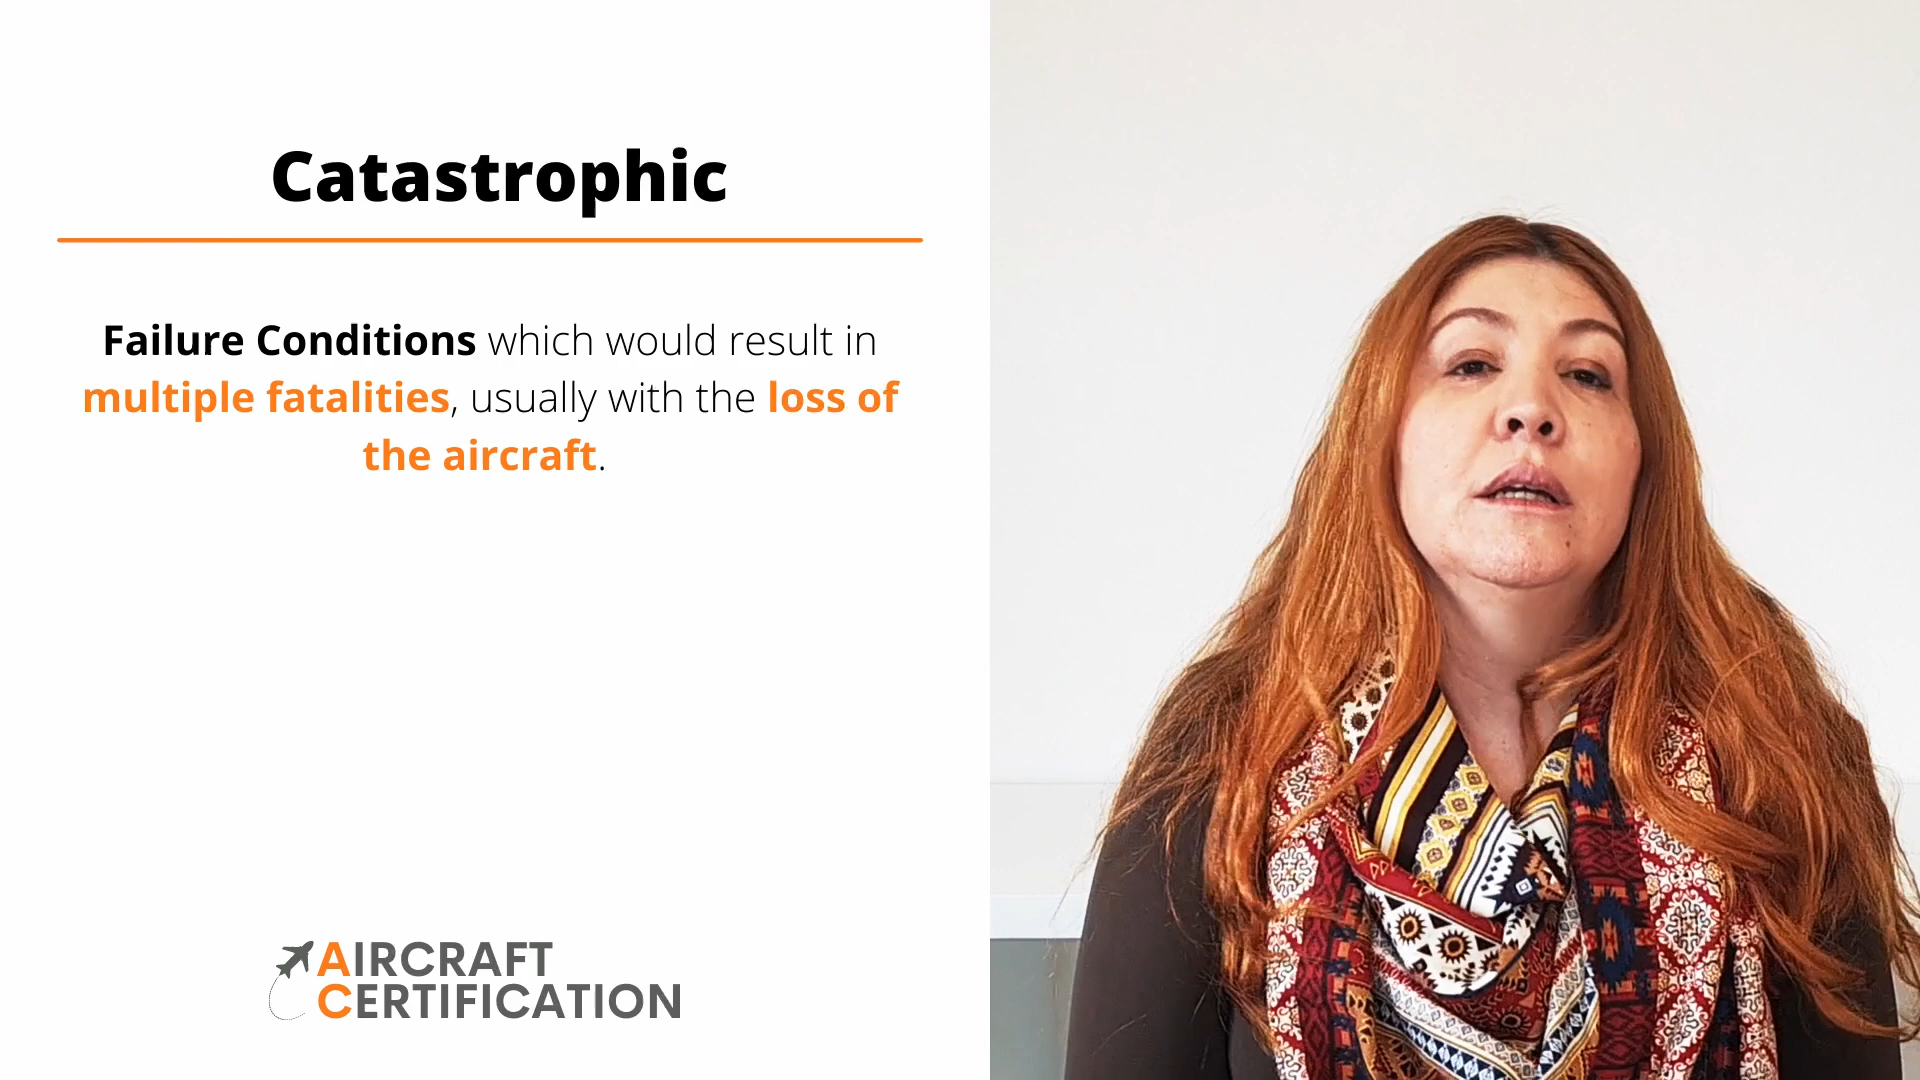 Catastrophic
Failure Conditions which would result in
multiple fatalities, usually with the loss of
the aircraft.
AIRCRAFT
CERTIFICATION